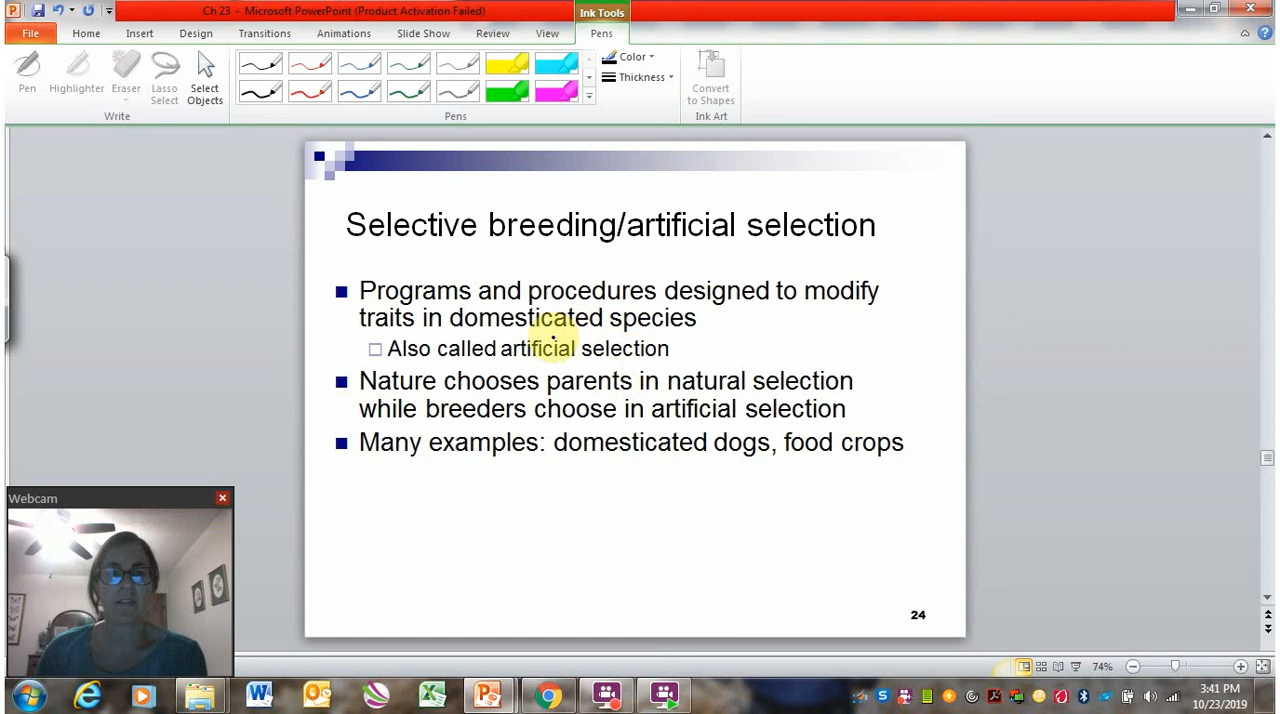 Ch 23 - Microsoft PowerPoint (Product Activation Failed)
Ink Tools
File Home Insert Design Transitions Animations Slide Show Review View Pens
Pen Highlighter Eraser Lasso Select Select Objects
Color
Thickness
Convert to Shapes
Write Pens Ink Art
Selective breeding/artificial selection
Programs and procedures designed to modify
traits in domesticated species
Also called artificial selection
Nature chooses parents in natural selection
while breeders choose in artificial selection
Many examples: domesticated dogs, food crops
24
Webcam
74%
3:41 PM
10/23/2019